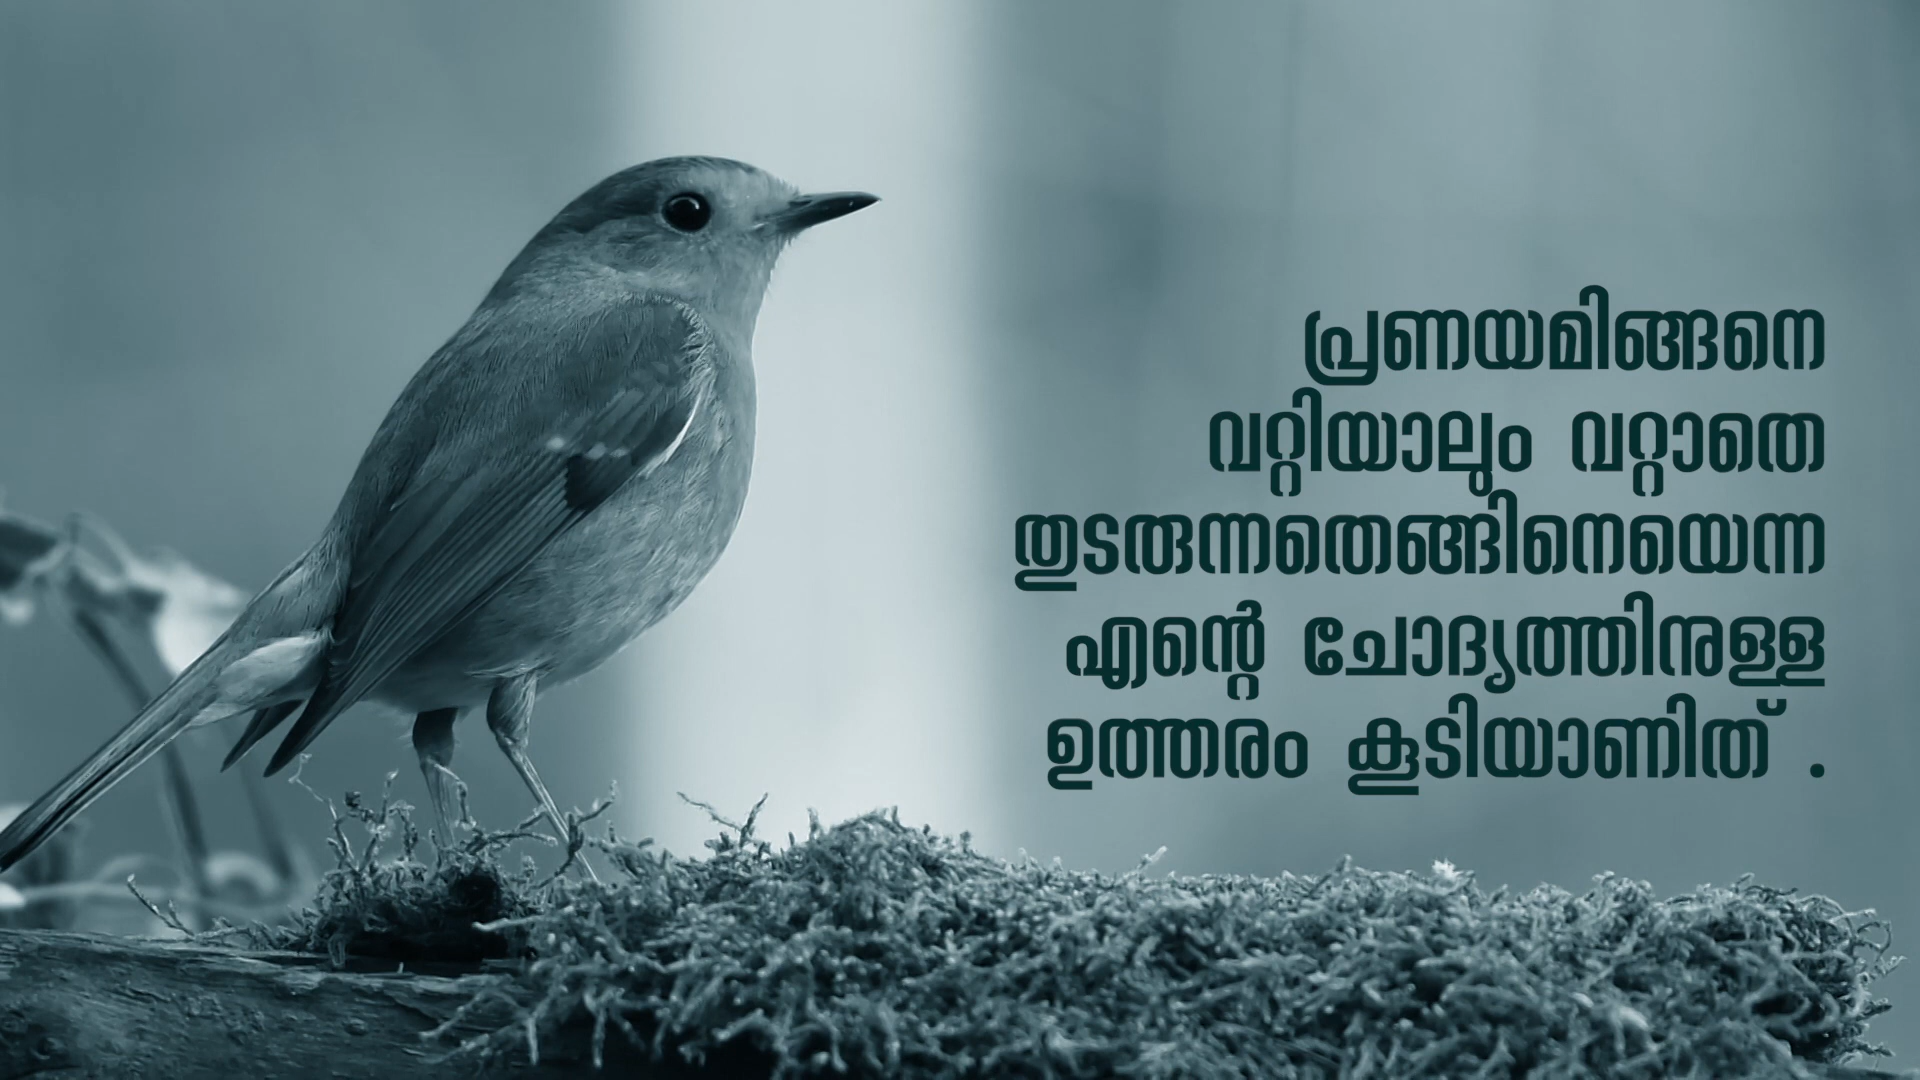 പ്രണയമിങ്ങനെ
വറ്റിയാലും വറ്റാതെ
തുടരുന്നതെങ്ങിനെയെന്ന
എന്റെ ചോദ്യത്തിനുള്ള
ഉത്തരം കൂടിയാണിത് .